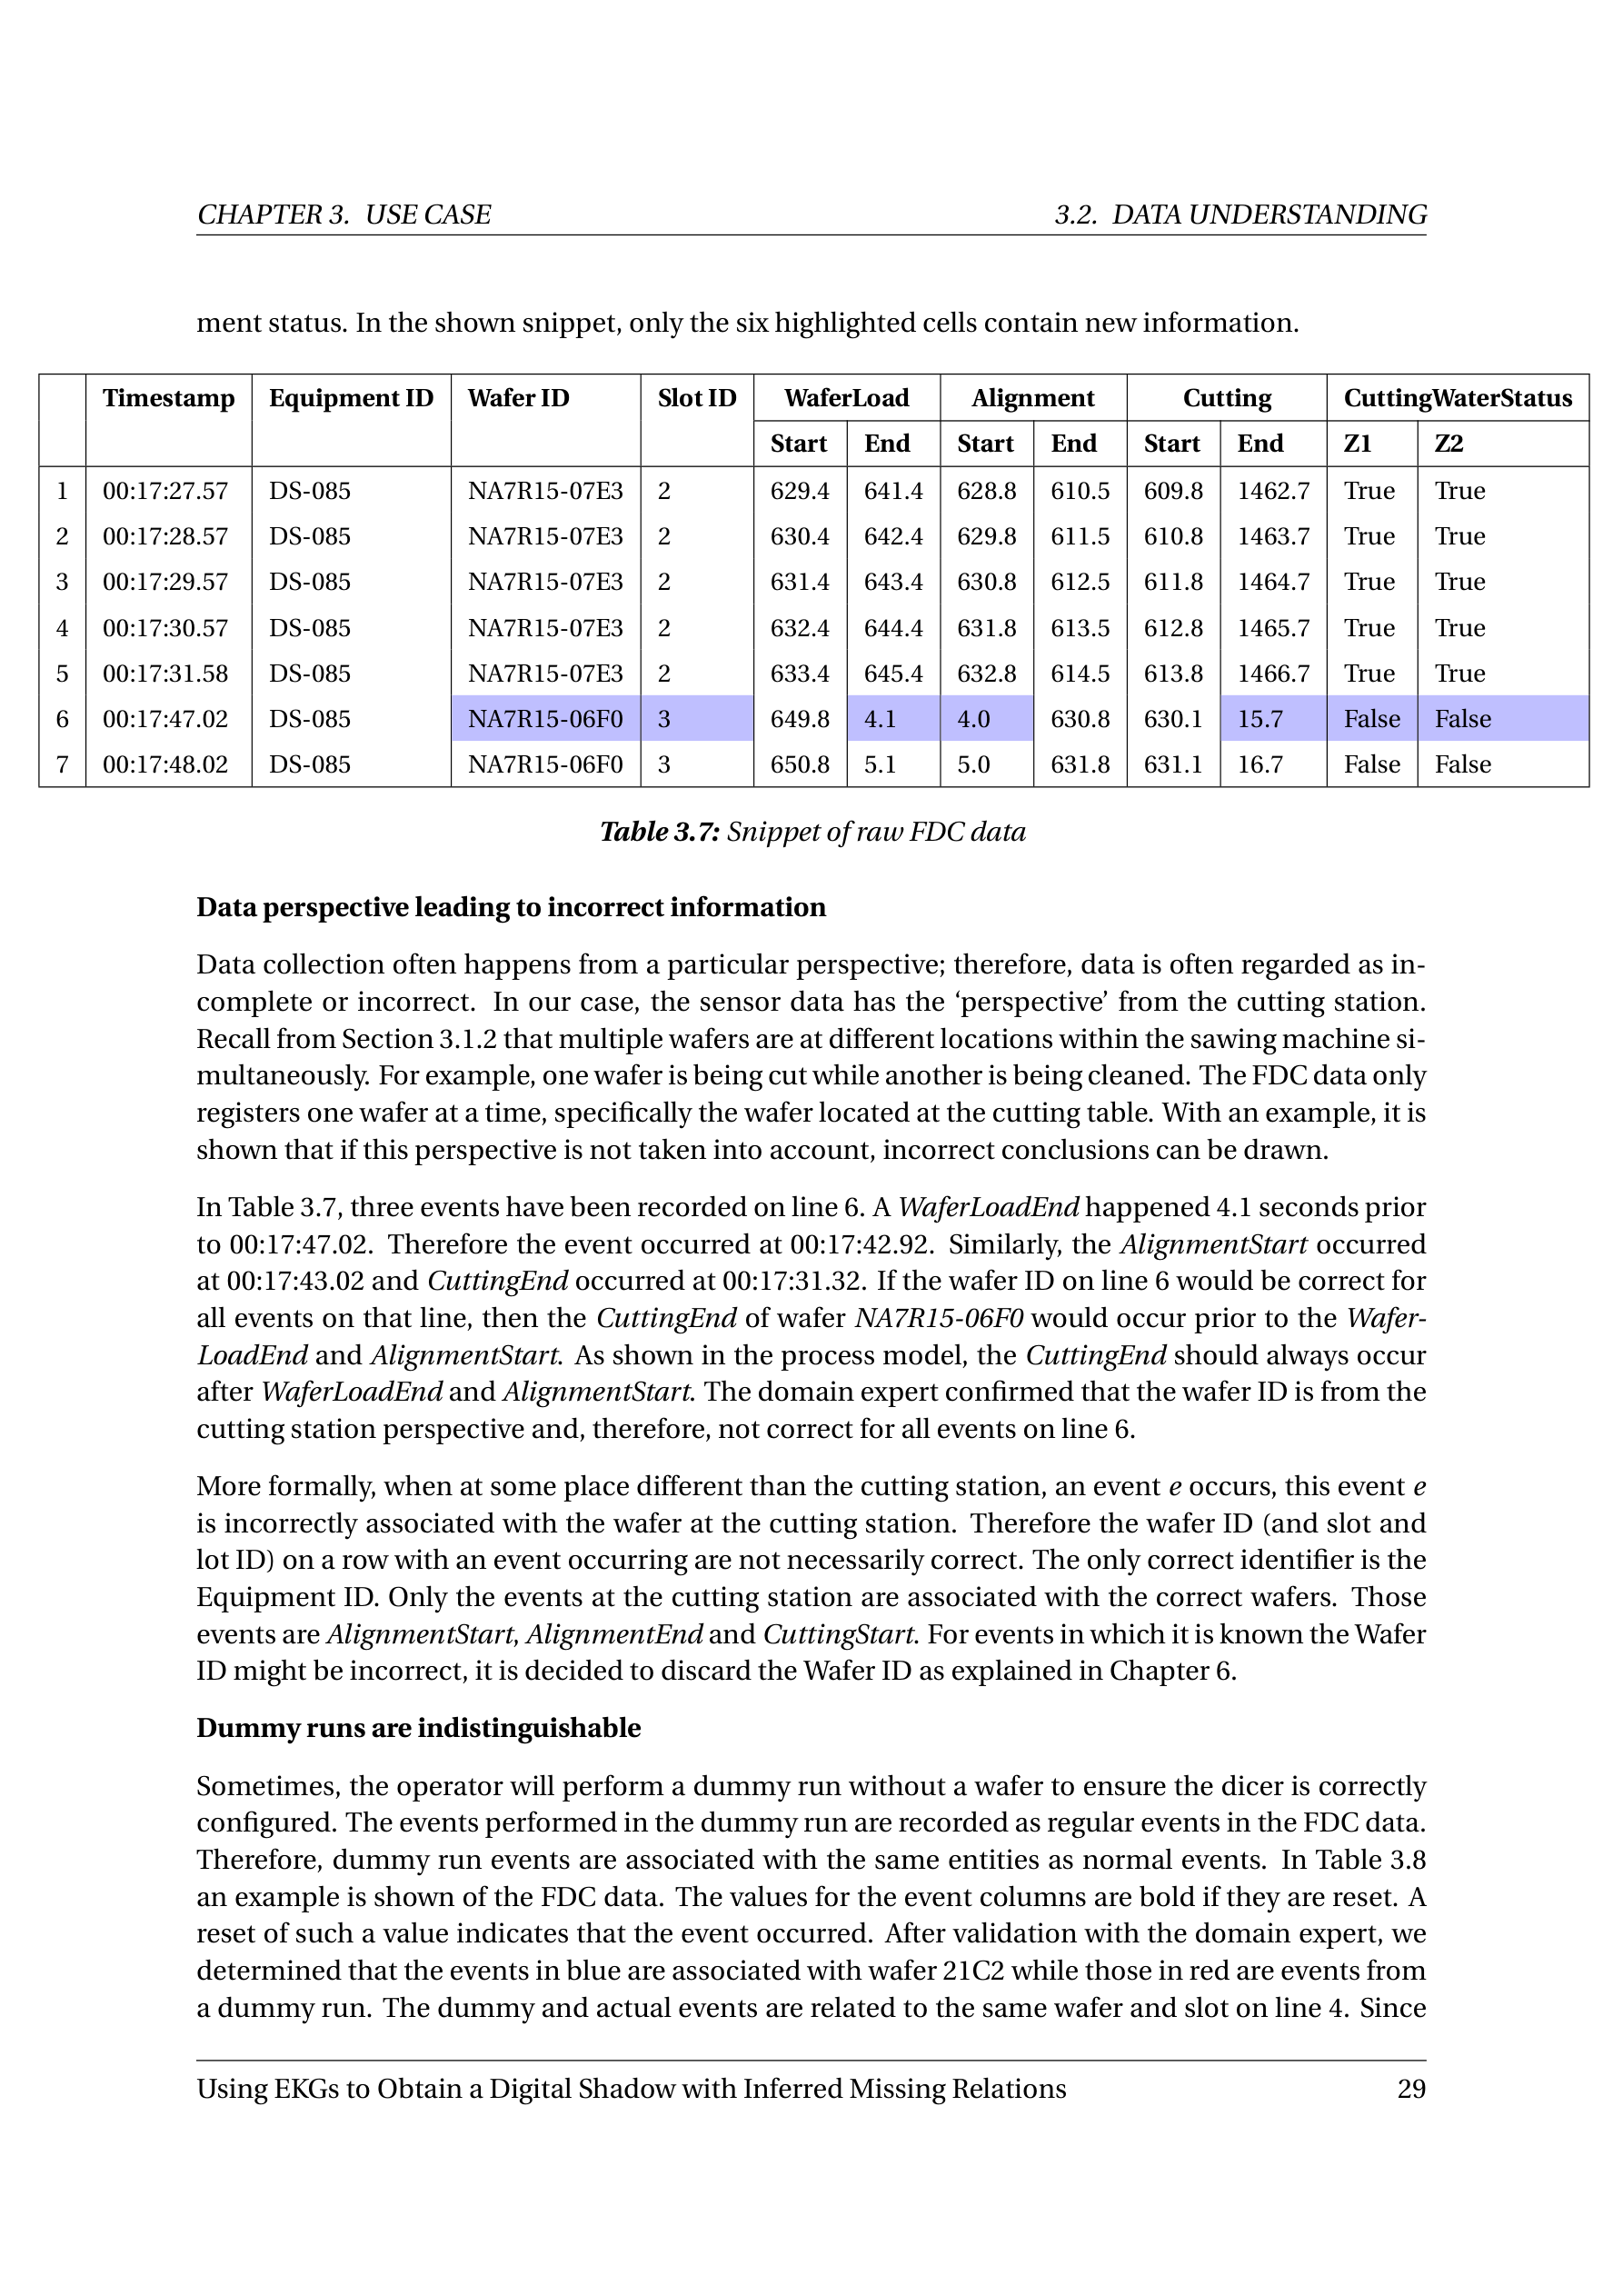 CHAPTER 3. USE CASE 3.2. DATA UNDERSTANDING
ment status. In the shown snippet, only the six highlighted cells contain new information.
Timestamp Equipment ID Wafer ID Slot ID WaferLoad Alignment Cutting CuttingWaterStatus
Start End Start End Start End Z1 Z2
1 00:17:27.57 DS-085 NA7R15-07E3 2 629.4 641.4 628.8 610.5 609.8 1462.7 True True
2 00:17:28.57 DS-085 NA7R15-07E3 2 630.4 642.4 629.8 611.5 610.8 1463.7 True True
3 00:17:29.57 DS-085 NA7R15-07E3 2 631.4 643.4 630.8 612.5 611.8 1464.7 True True
4 00:17:30.57 DS-085 NA7R15-07E3 2 632.4 644.4 631.8 613.5 612.8 1465.7 True True
5 00:17:31.58 DS-085 NA7R15-07E3 2 633.4 645.4 632.8 614.5 613.8 1466.7 True True
6 00:17:47.02 DS-085 NA7R15-06F0 3 649.8 4.1 4.0 630.8 630.1 15.7 False False
7 00:17:48.02 DS-085 NA7R15-06F0 3 650.8 5.1 5.0 631.8 631.1 16.7 False False
Table 3.7: Snippet of raw FDC data
Data perspective leading to incorrect information
Data collection often happens from a particular perspective; therefore, data is often regarded as in-
complete or incorrect. In our case, the sensor data has the ‘perspective’ from the cutting station.
Recall from Section 3.1.2 that multiple wafers are at different locations within the sawing machine si-
multaneously. For example, one wafer is being cut while another is being cleaned. The FDC data only
registers one wafer at a time, specifically the wafer located at the cutting table. With an example, it is
shown that if this perspective is not taken into account, incorrect conclusions can be drawn.
In Table 3.7, three events have been recorded on line 6. A WaferLoadEnd happened 4.1 seconds prior
to 00:17:47.02. Therefore the event occurred at 00:17:42.92. Similarly, the AlignmentStart occurred
at 00:17:43.02 and CuttingEnd occurred at 00:17:31.32. If the wafer ID on line 6 would be correct for
all events on that line, then the CuttingEnd of wafer NA7R15-06F0 would occur prior to the Wafer-
LoadEnd and AlignmentStart. As shown in the process model, the CuttingEnd should always occur
after WaferLoadEnd and AlignmentStart. The domain expert confirmed that the wafer ID is from the
cutting station perspective and, therefore, not correct for all events on line 6.
More formally, when at some place different than the cutting station, an event e occurs, this event e
is incorrectly associated with the wafer at the cutting station. Therefore the wafer ID (and slot and
lot ID) on a row with an event occurring are not necessarily correct. The only correct identifier is the
Equipment ID. Only the events at the cutting station are associated with the correct wafers. Those
events are AlignmentStart, AlignmentEnd and CuttingStart. For events in which it is known the Wafer
ID might be incorrect, it is decided to discard the Wafer ID as explained in Chapter 6.
Dummy runs are indistinguishable
Sometimes, the operator will perform a dummy run without a wafer to ensure the dicer is correctly
configured. The events performed in the dummy run are recorded as regular events in the FDC data.
Therefore, dummy run events are associated with the same entities as normal events. In Table 3.8
an example is shown of the FDC data. The values for the event columns are bold if they are reset. A
reset of such a value indicates that the event occurred. After validation with the domain expert, we
determined that the events in blue are associated with wafer 21C2 while those in red are events from
a dummy run. The dummy and actual events are related to the same wafer and slot on line 4. Since
Using EKGs to Obtain a Digital Shadow with Inferred Missing Relations 29